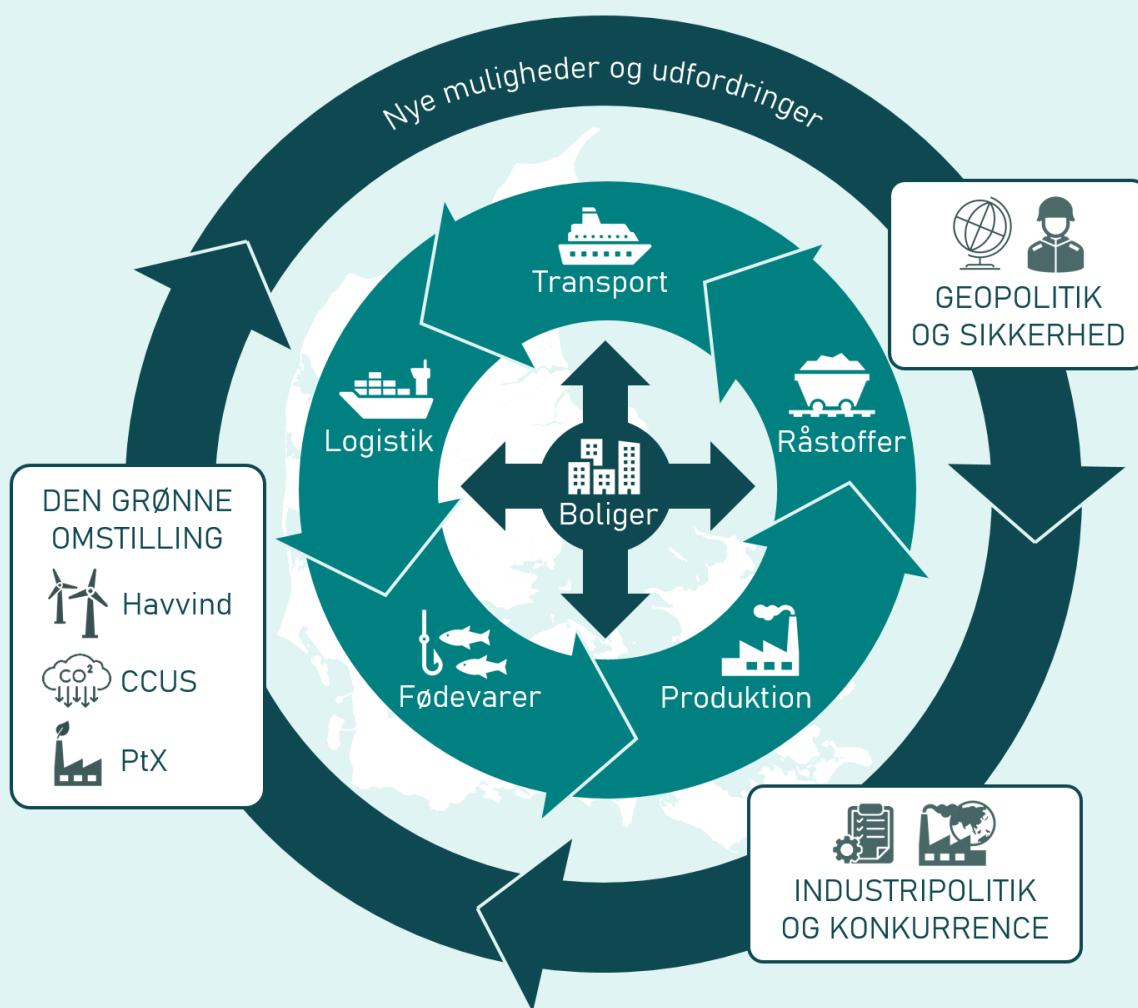 Nye muligheder og udfordringer
GEOPOLITIK
OG SIKKERHED
Transport
Råstoffer
Logistik
Boliger
DEN GRØNNE
OMSTILLING
Havvind
CO²
CCUS
PtX
Fødevarer
Produktion
INDUSTRIPOLITIK
OG KONKURRENCE